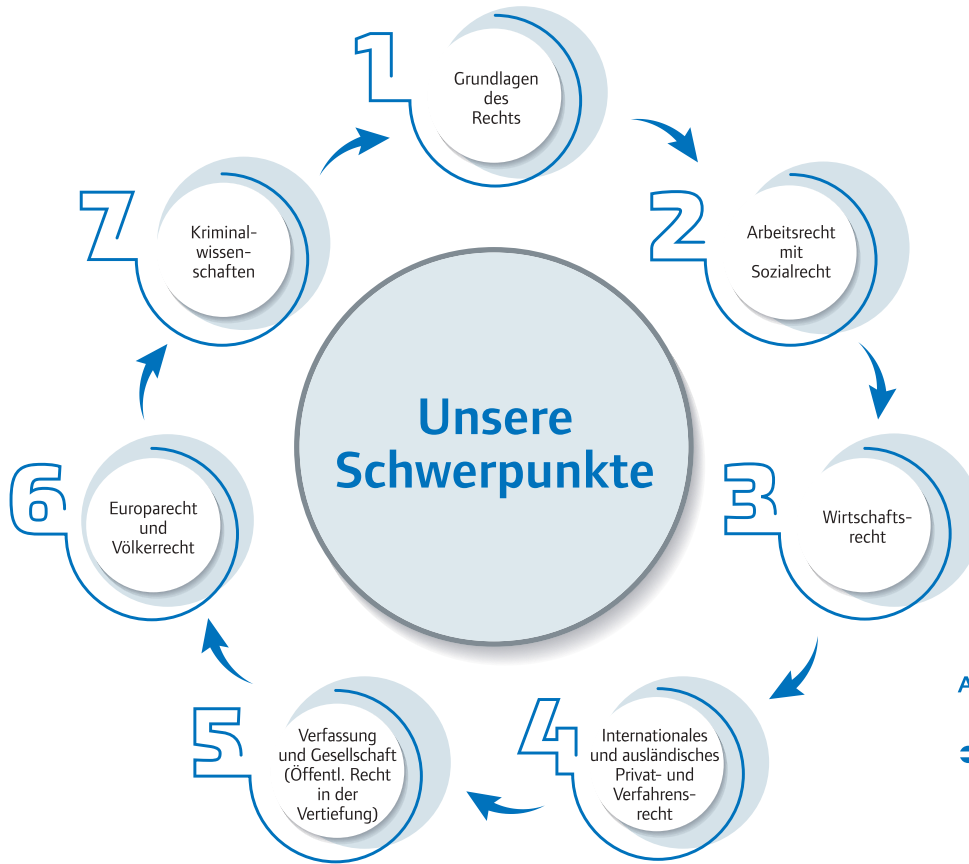 1
Grundlagen
des
Rechts
2
Arbeitsrecht
mit
Sozialrecht
3
Wirtschafts-
recht
4
Internationales
und ausländisches
Privat- und
Verfahrens-
recht
5
Verfassung
und Gesellschaft
(Öffentl. Recht
in der
Vertiefung)
6
Europarecht
und
Völkerrecht
7
Kriminal-
wissen-
schaften
Unsere
Schwerpunkte
A